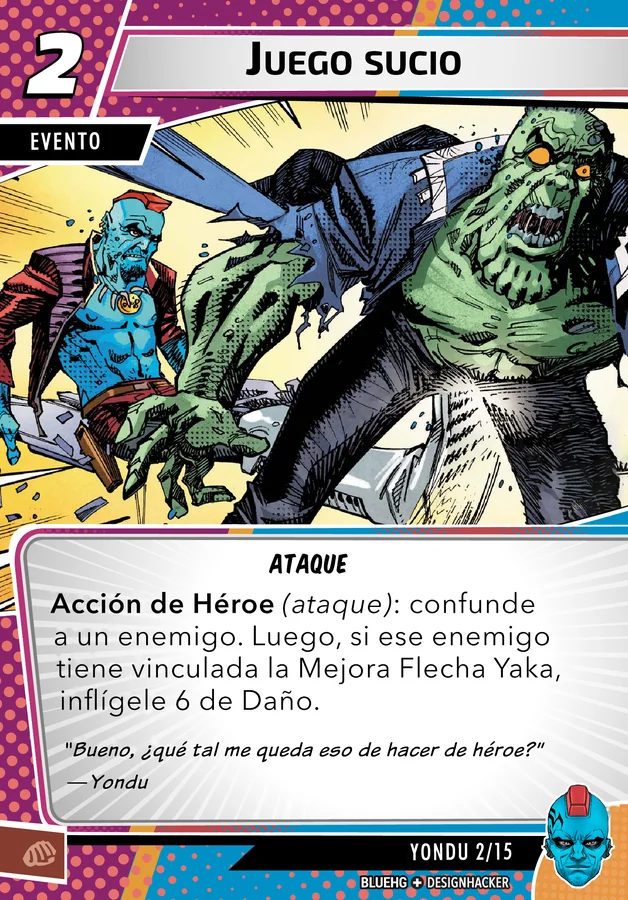 2
JUEGO SUCIO
EVENTO
ATAQUE
Acción de Héroe (ataque): confunde
a un enemigo. Luego, si ese enemigo
tiene vinculada la Mejora Flecha Yaka,
inflígele 6 de Daño.
"Bueno, ¿qué tal me queda eso de hacer de héroe?"
—Yondu
YONDU 2/15
BLUEHG + DESIGNHACKER